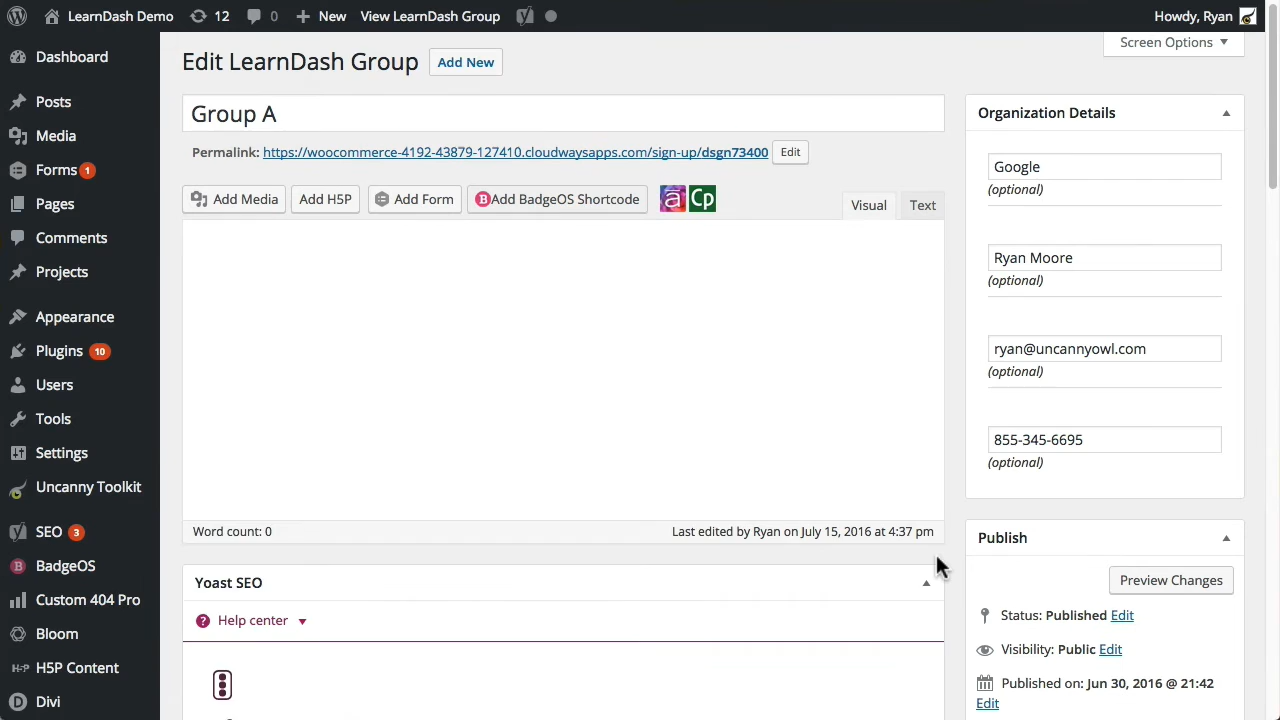 LearnDash Demo 12 0 New View LearnDash Group Howdy, Ryan
Screen Options
Edit LearnDash Group Add New
Group A
Permalink: https://woocommerce-4192-43879-127410.cloudwaysapps.com/sign-up/dsgn73400 Edit
Add Media Add H5P Add Form BAdd BadgeOS Shortcode ā Cp
Visual Text
Word count: 0 Last edited by Ryan on July 15, 2016 at 4:37 pm
Yoast SEO
? Help center
Dashboard
Posts
Media
Forms 1
Pages
Comments
Projects
Appearance
Plugins 10
Users
Tools
Settings
Uncanny Toolkit
SEO 3
B BadgeOS
Custom 404 Pro
Bloom
H-P H5P Content
D Divi
Organization Details
Google
(optional)
Ryan Moore
(optional)
ryan@uncannyowl.com
(optional)
855-345-6695
(optional)
Publish
Preview Changes
Status: Published Edit
Visibility: Public Edit
Published on: Jun 30, 2016 @ 21:42
Edit